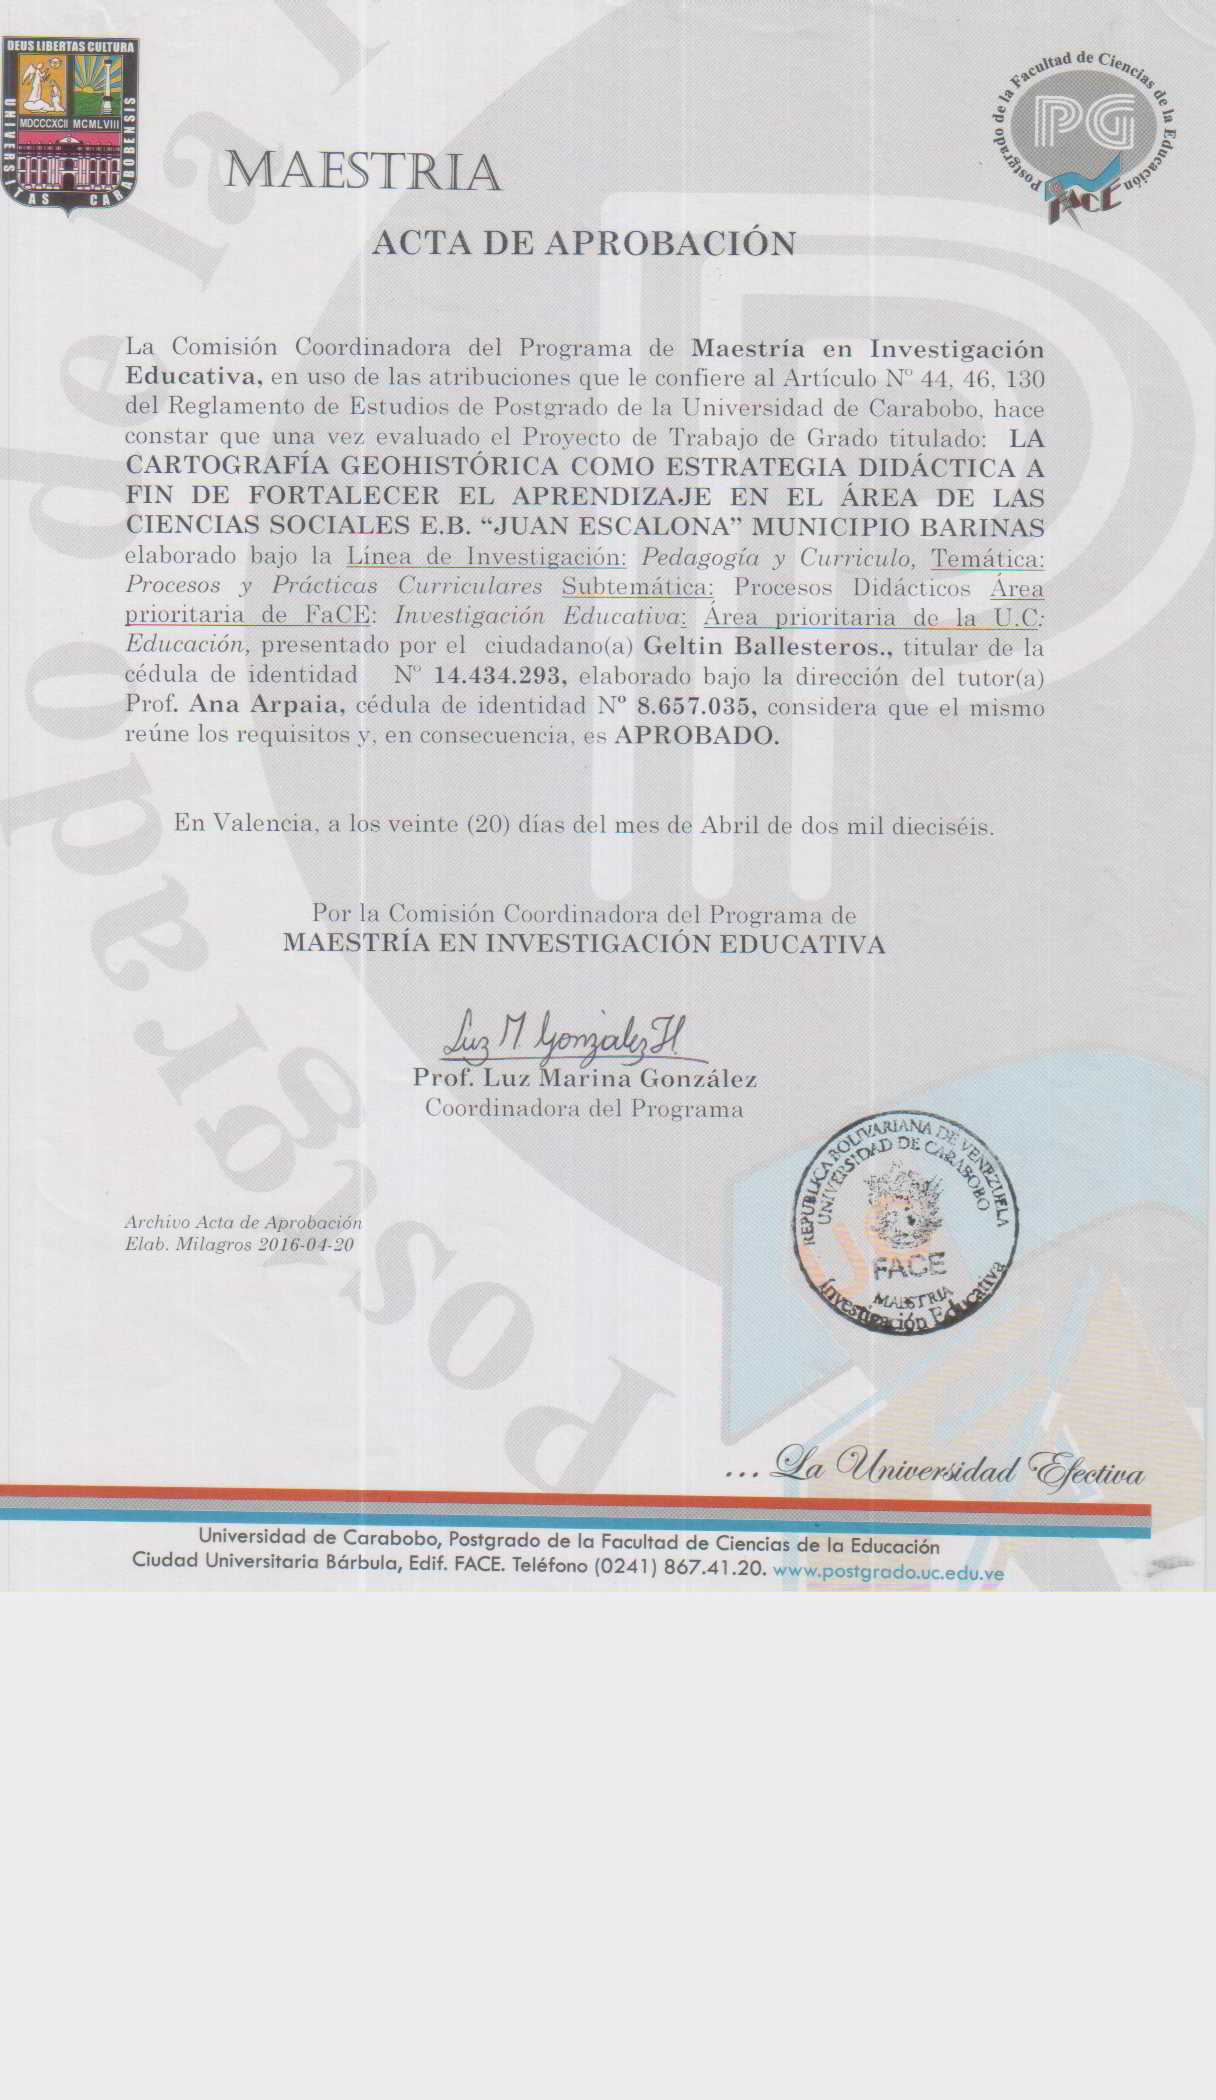 DEUS LIBERTAS CULTURA
MDCCCXCII MCMLVIII
UNIVERSITAS CARABOBENSIS
Postgrado de la Facultad de Ciencias de la Educación
PG
FACE
MAESTRIA
ACTA DE APROBACIÓN
La Comisión Coordinadora del Programa de Maestría en Investigación
Educativa, en uso de las atribuciones que le confiere al Artículo Nº 44, 46, 130
del Reglamento de Estudios de Postgrado de la Universidad de Carabobo, hace
constar que una vez evaluado el Proyecto de Trabajo de Grado titulado: LA
CARTOGRAFÍA GEOHISTÓRICA COMO ESTRATEGIA DIDÁCTICA A
FIN DE FORTALECER EL APRENDIZAJE EN EL ÁREA DE LAS
CIENCIAS SOCIALES E.B. “JUAN ESCALONA” MUNICIPIO BARINAS
elaborado bajo la Línea de Investigación: Pedagogía y Curriculo, Temática:
Procesos y Prácticas Curriculares Subtemática: Procesos Didácticos Área
prioritaria de FaCE: Investigación Educativa; Área prioritaria de la U.C:
Educación, presentado por el ciudadano(a) Geltin Ballesteros., titular de la
cédula de identidad Nº 14.434.293, elaborado bajo la dirección del tutor(a)
Prof. Ana Arpaia, cédula de identidad Nº 8.657.035, considera que el mismo
reúne los requisitos y, en consecuencia, es APROBADO.
En Valencia, a los veinte (20) días del mes de Abril de dos mil dieciséis.
Por la Comisión Coordinadora del Programa de
MAESTRÍA EN INVESTIGACIÓN EDUCATIVA
Luz M. González H.
Prof. Luz Marina González
Coordinadora del Programa
REPUBLICA BOLIVARIANA DE VENEZUELA
UNIVERSIDAD DE CARABOBO
FACE
MAESTRIA
Investigación Educativa
Archivo Acta de Aprobación
Elab. Milagros 2016-04-20
Postgrado de la
... La Universidad Efectiva
Universidad de Carabobo, Postgrado de la Facultad de Ciencias de la Educación
Ciudad Universitaria Bárbula, Edif. FACE. Teléfono (0241) 867.41.20. www.postgrado.uc.edu.ve